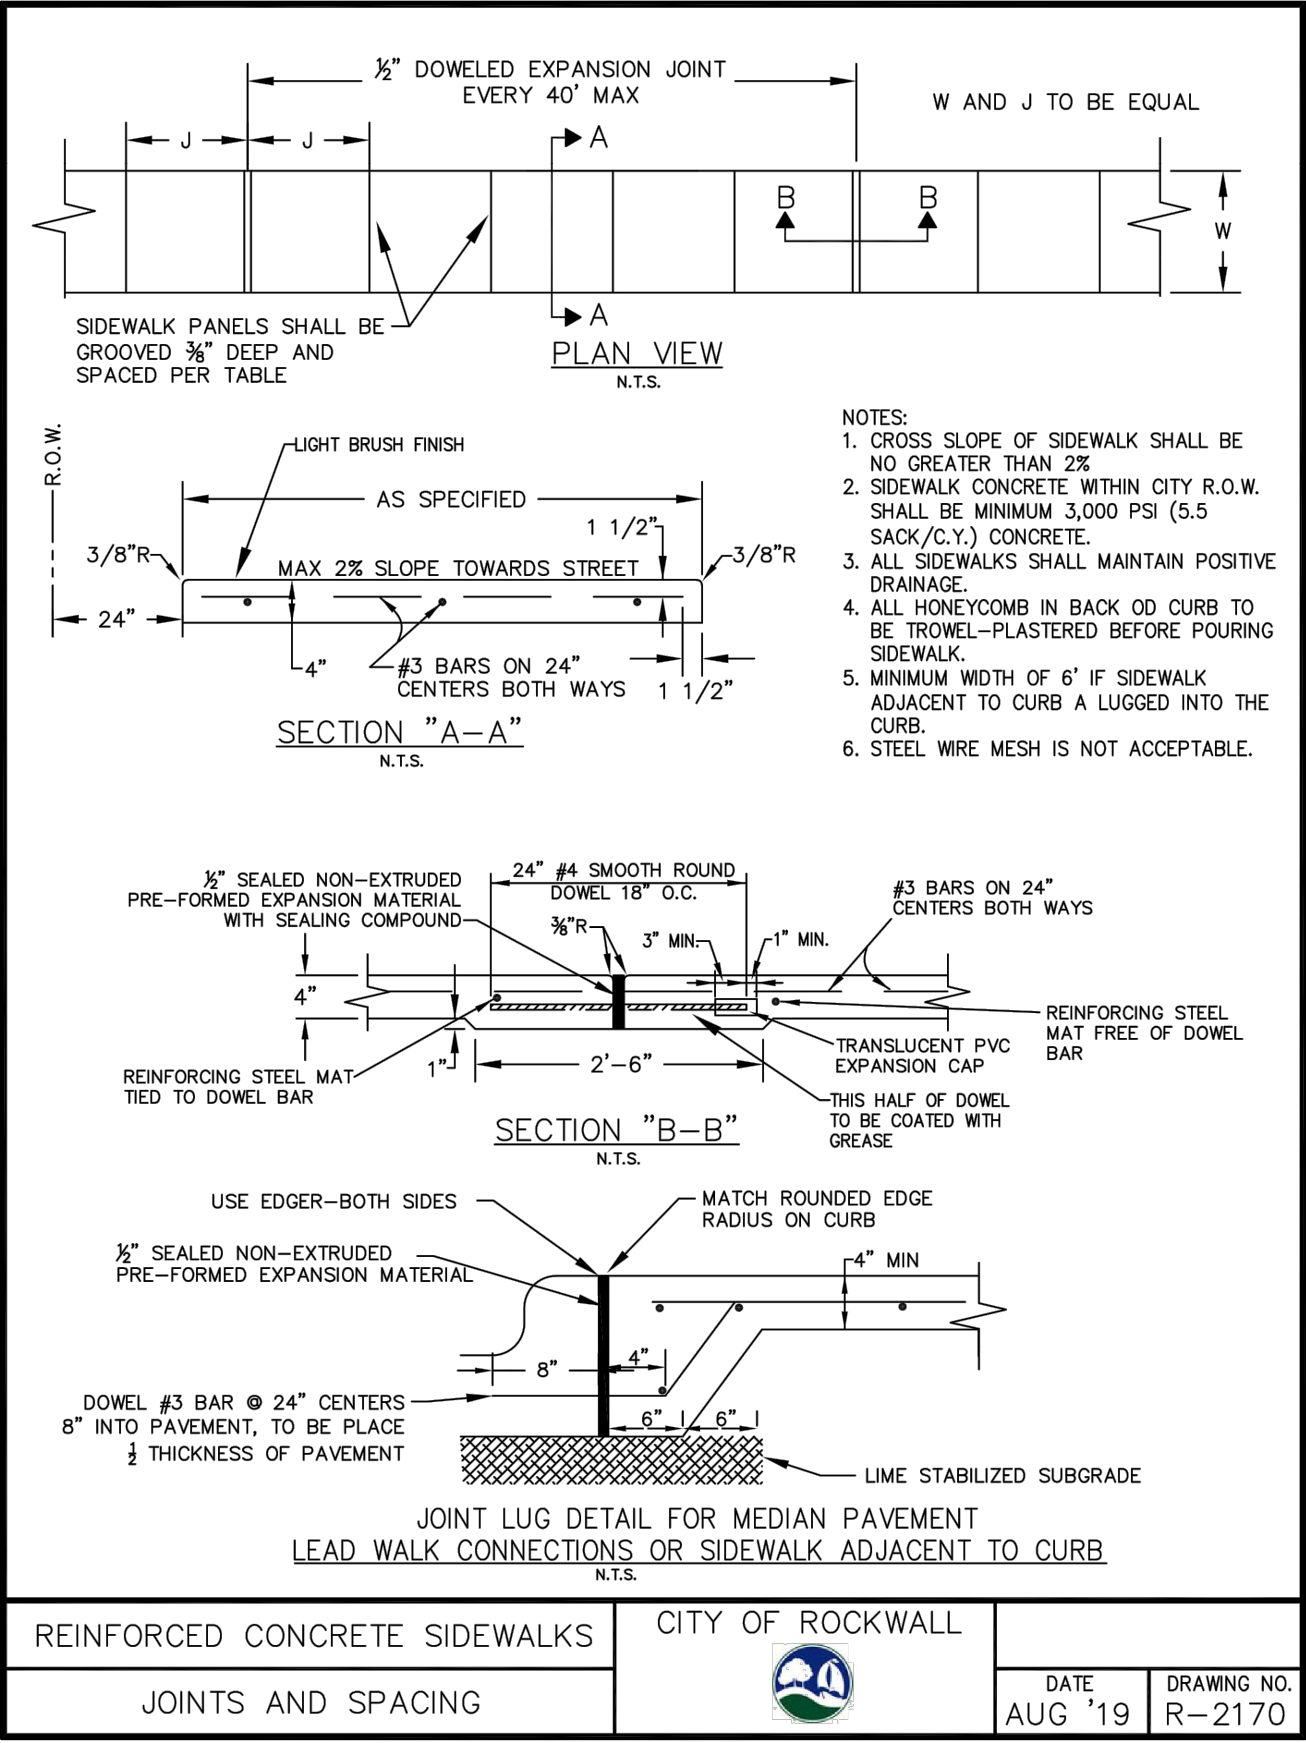 ½" DOWELED EXPANSION JOINT
EVERY 40' MAX
W AND J TO BE EQUAL
J
J
A
B
B
W
A
SIDEWALK PANELS SHALL BE
GROOVED ⅜" DEEP AND
SPACED PER TABLE
PLAN VIEW
N.T.S.
R.O.W.
LIGHT BRUSH FINISH
AS SPECIFIED
1 1/2"
3/8"R
3/8"R
MAX 2% SLOPE TOWARDS STREET
24"
4"
#3 BARS ON 24"
CENTERS BOTH WAYS
1 1/2"
SECTION "A-A"
N.T.S.
NOTES:
1. CROSS SLOPE OF SIDEWALK SHALL BE
NO GREATER THAN 2%
2. SIDEWALK CONCRETE WITHIN CITY R.O.W.
SHALL BE MINIMUM 3,000 PSI (5.5
SACK/C.Y.) CONCRETE.
3. ALL SIDEWALKS SHALL MAINTAIN POSITIVE
DRAINAGE.
4. ALL HONEYCOMB IN BACK OD CURB TO
BE TROWEL-PLASTERED BEFORE POURING
SIDEWALK.
5. MINIMUM WIDTH OF 6' IF SIDEWALK
ADJACENT TO CURB A LUGGED INTO THE
CURB.
6. STEEL WIRE MESH IS NOT ACCEPTABLE.
½" SEALED NON-EXTRUDED
PRE-FORMED EXPANSION MATERIAL
WITH SEALING COMPOUND
24" #4 SMOOTH ROUND
DOWEL 18" O.C.
⅜"R
3" MIN.
1" MIN.
#3 BARS ON 24"
CENTERS BOTH WAYS
4"
1"
2'-6"
REINFORCING STEEL MAT
TIED TO DOWEL BAR
REINFORCING STEEL
MAT FREE OF DOWEL
BAR
TRANSLUCENT PVC
EXPANSION CAP
THIS HALF OF DOWEL
TO BE COATED WITH
GREASE
SECTION "B-B"
N.T.S.
USE EDGER-BOTH SIDES
MATCH ROUNDED EDGE
RADIUS ON CURB
½" SEALED NON-EXTRUDED
PRE-FORMED EXPANSION MATERIAL
4" MIN
8"
4"
DOWEL #3 BAR @ 24" CENTERS
8" INTO PAVEMENT, TO BE PLACE
½ THICKNESS OF PAVEMENT
6"
6"
LIME STABILIZED SUBGRADE
JOINT LUG DETAIL FOR MEDIAN PAVEMENT
LEAD WALK CONNECTIONS OR SIDEWALK ADJACENT TO CURB
N.T.S.
REINFORCED CONCRETE SIDEWALKS
JOINTS AND SPACING
CITY OF ROCKWALL
DATE
AUG '19
DRAWING NO.
R-2170